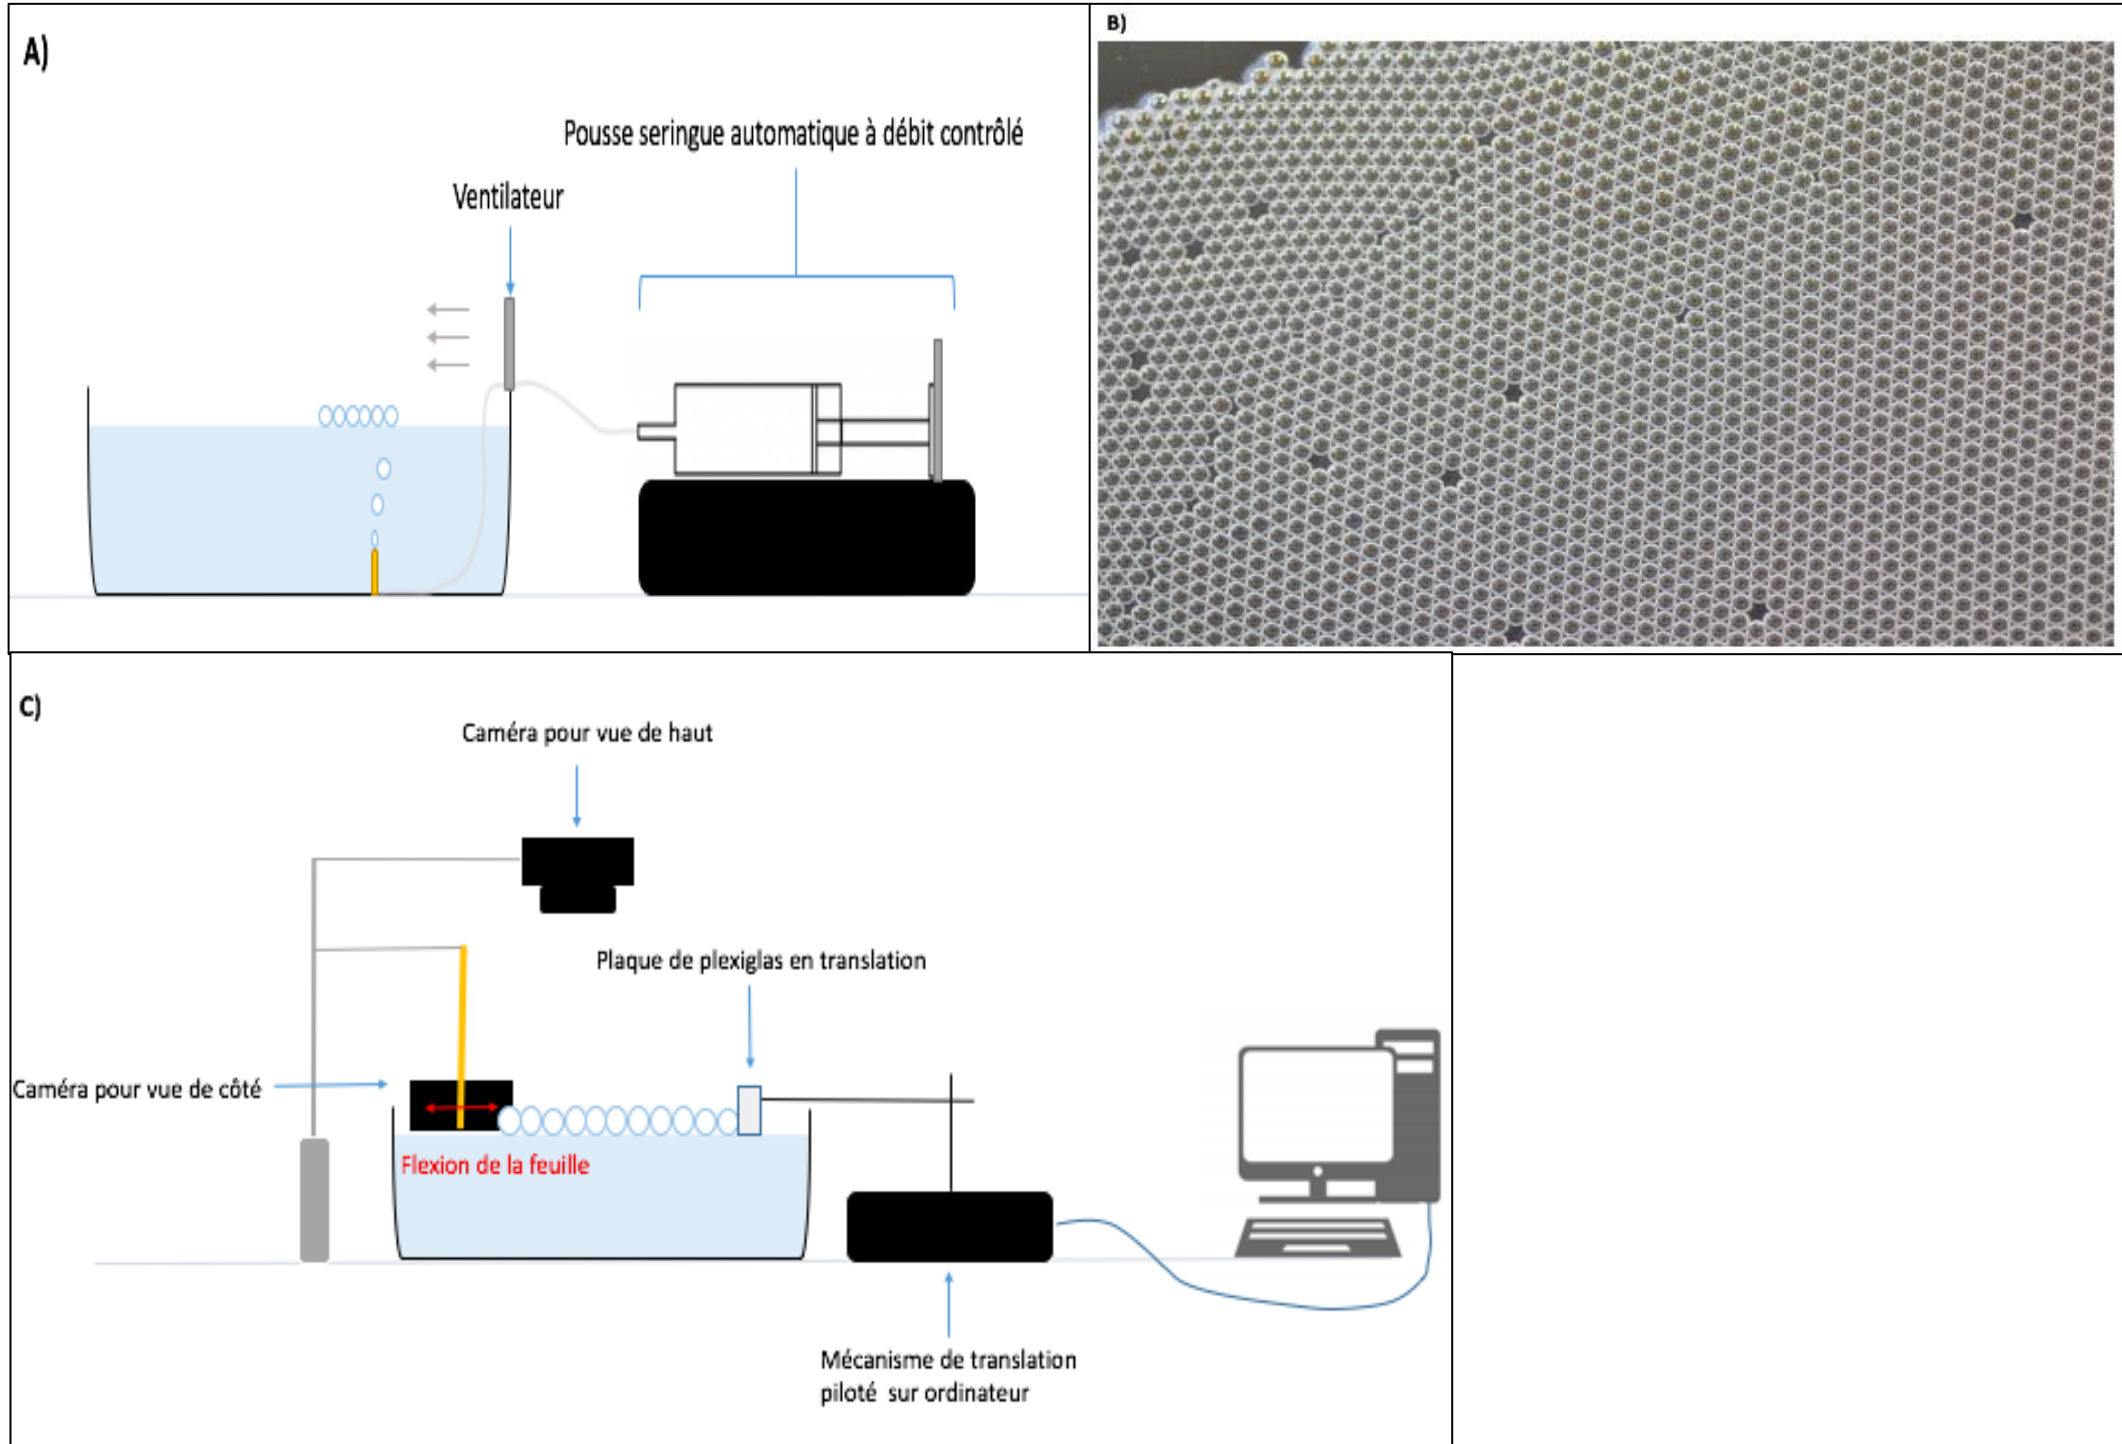 A)
Pousse seringue automatique à débit contrôlé
Ventilateur
B)
C)
Caméra pour vue de haut
Plaque de plexiglas en translation
Caméra pour vue de côté
Flexion de la feuille
Mécanisme de translation
piloté sur ordinateur